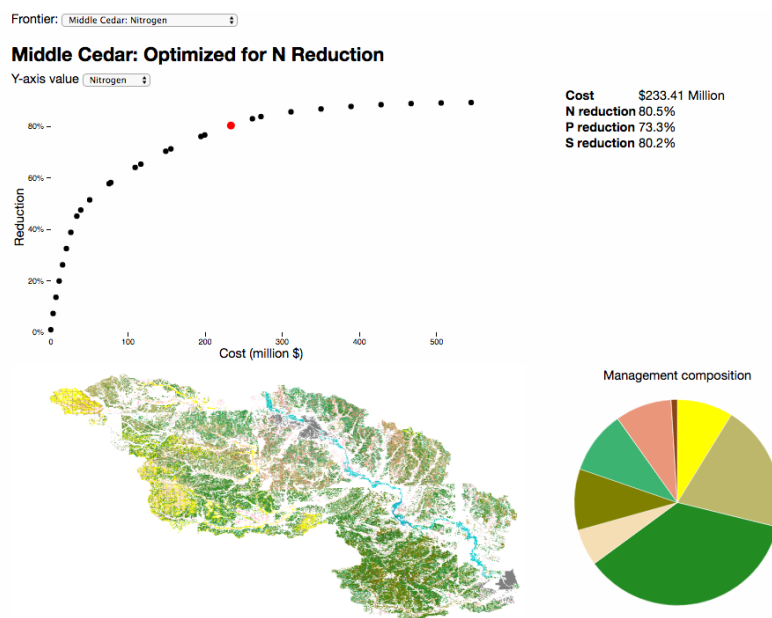 Frontier: Middle Cedar: Nitrogen
Middle Cedar: Optimized for N Reduction
Y-axis value Nitrogen
Cost $233.41 Million
N reduction 80.5%
P reduction 73.3%
S reduction 80.2%
80%
60%
40%
20%
0%
Reduction
0 100 200 300 400 500
Cost (million $)
Management composition